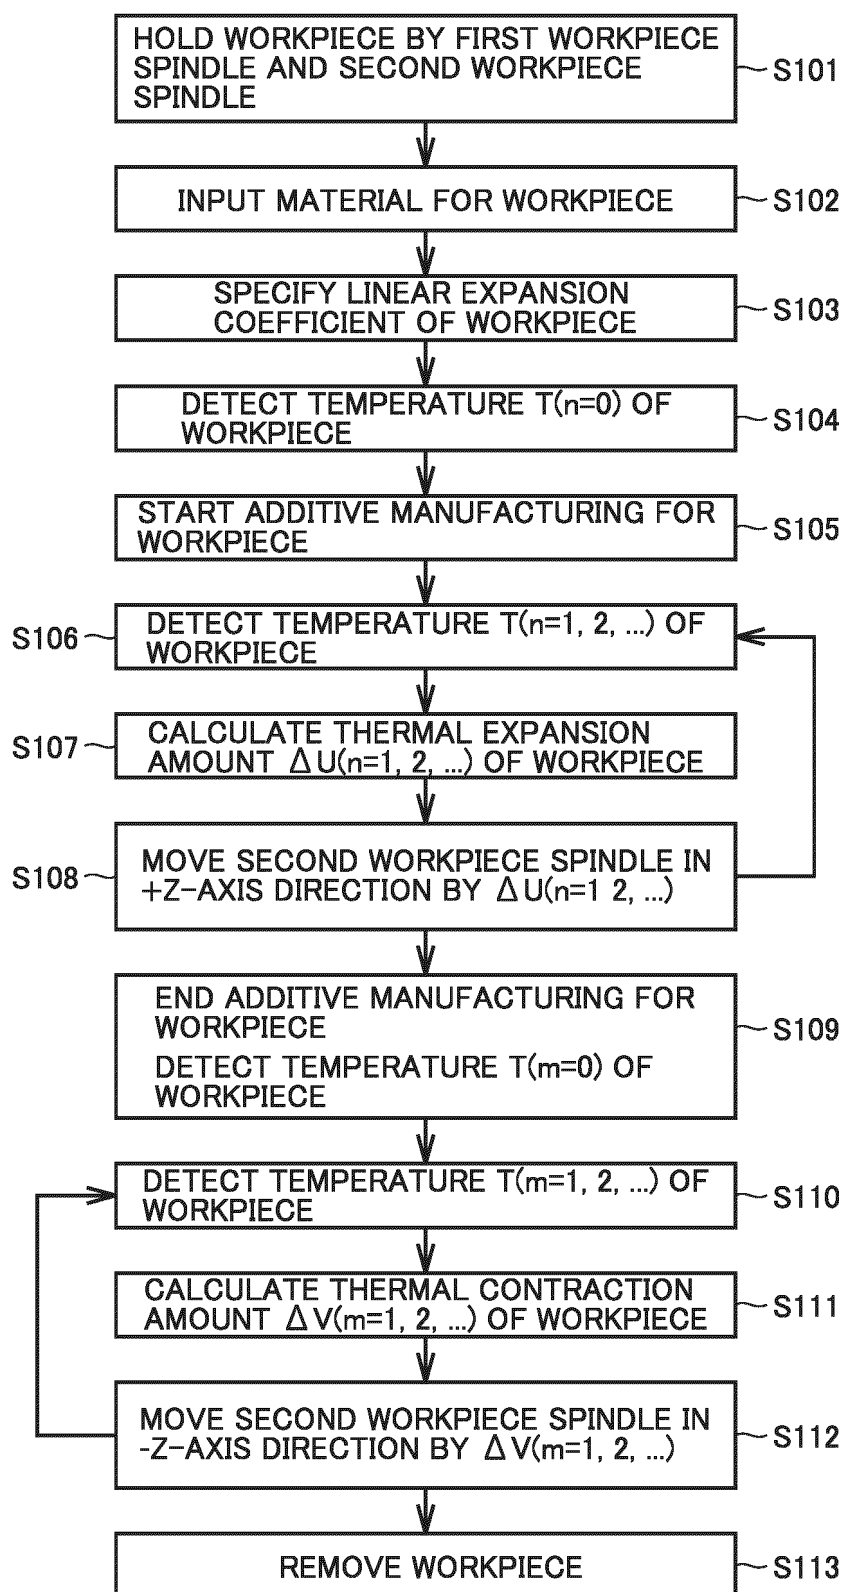 HOLD WORKPIECE BY FIRST WORKPIECE
SPINDLE AND SECOND WORKPIECE
SPINDLE
S101
INPUT MATERIAL FOR WORKPIECE
S102
SPECIFY LINEAR EXPANSION
COEFFICIENT OF WORKPIECE
S103
DETECT TEMPERATURE T(n=0) OF
WORKPIECE
S104
START ADDITIVE MANUFACTURING FOR
WORKPIECE
S105
S106
DETECT TEMPERATURE T(n=1, 2, ...) OF
WORKPIECE
S107
CALCULATE THERMAL EXPANSION
AMOUNT ΔU(n=1, 2, ...) OF WORKPIECE
S108
MOVE SECOND WORKPIECE SPINDLE IN
+Z-AXIS DIRECTION BY ΔU(n=1 2, ...)
END ADDITIVE MANUFACTURING FOR
WORKPIECE
DETECT TEMPERATURE T(m=0) OF
WORKPIECE
S109
DETECT TEMPERATURE T(m=1, 2, ...) OF
WORKPIECE
S110
CALCULATE THERMAL CONTRACTION
AMOUNT ΔV(m=1, 2, ...) OF WORKPIECE
S111
MOVE SECOND WORKPIECE SPINDLE IN
-Z-AXIS DIRECTION BY ΔV(m=1, 2, ...)
S112
REMOVE WORKPIECE
S113